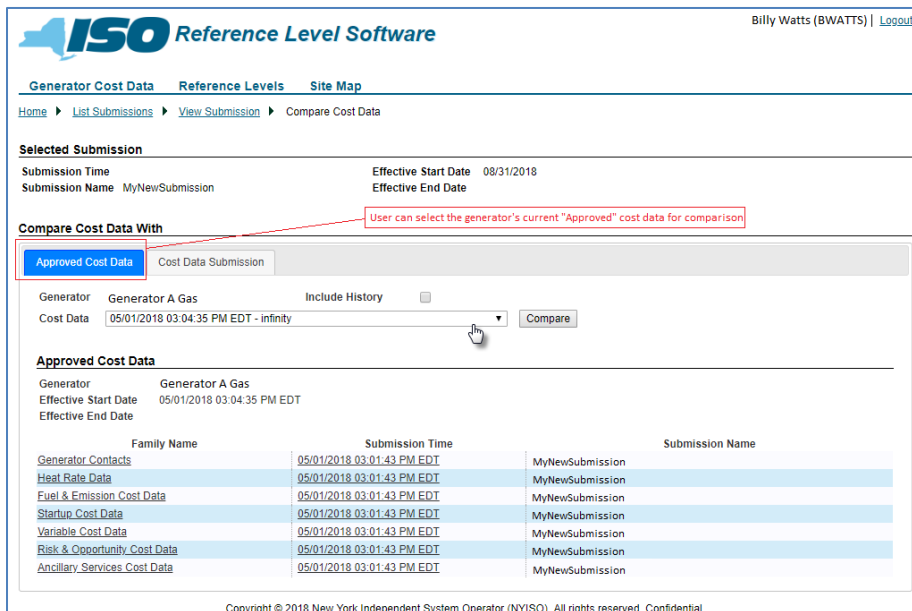 Billy Watts (BWATTS) | Logout
ISO Reference Level Software
Generator Cost Data Reference Levels Site Map
Home List Submissions View Submission Compare Cost Data
Selected Submission
Submission Time Effective Start Date 08/31/2018
Submission Name MyNewSubmission Effective End Date
User can select the generator's current "Approved" cost data for comparison
Compare Cost Data With
Approved Cost Data Cost Data Submission
Generator Generator A Gas Include History
Cost Data 05/01/2018 03:04:35 PM EDT - infinity Compare
Approved Cost Data
Generator Generator A Gas
Effective Start Date 05/01/2018 03:04:35 PM EDT
Effective End Date
Family Name Submission Time Submission Name
Generator Contacts 05/01/2018 03:01:43 PM EDT MyNewSubmission
Heat Rate Data 05/01/2018 03:01:43 PM EDT MyNewSubmission
Fuel & Emission Cost Data 05/01/2018 03:01:43 PM EDT MyNewSubmission
Startup Cost Data 05/01/2018 03:01:43 PM EDT MyNewSubmission
Variable Cost Data 05/01/2018 03:01:43 PM EDT MyNewSubmission
Risk & Opportunity Cost Data 05/01/2018 03:01:43 PM EDT MyNewSubmission
Ancillary Services Cost Data 05/01/2018 03:01:43 PM EDT MyNewSubmission
Copyright © 2018 New York Independent System Operator (NYISO). All rights reserved. Confidential